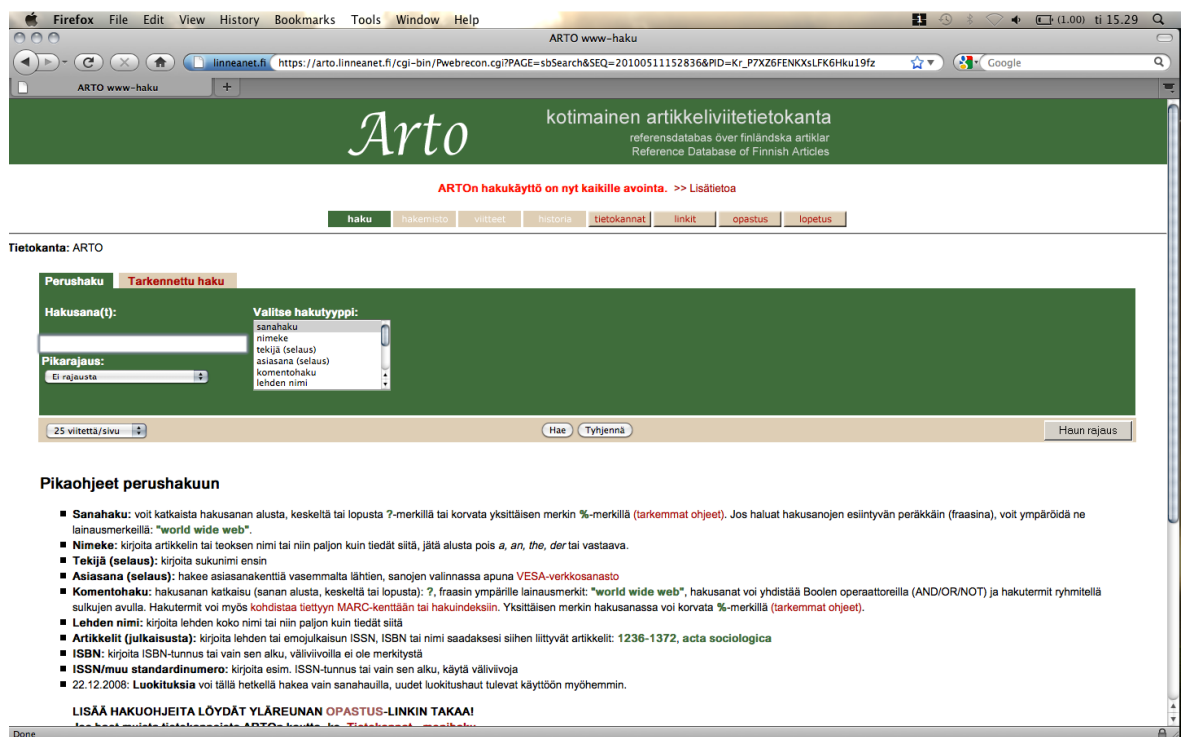 Firefox File Edit View History Bookmarks Tools Window Help
(1.00) ti 15.29
ARTO www-haku
linneanet.fi https://arto.linneanet.fi/cgi-bin/Pwebrecon.cgi?PAGE=sbSearch&SEQ=20100511152836&PID=Kr_P7XZ6FENKXsLFK6Hku19fz
Google
ARTO www-haku
Arto
kotimainen artikkeliviitetietokanta
referensdatabas över finländska artiklar
Reference Database of Finnish Articles
ARTOn hakukäyttö on nyt kaikille avointa. >> Lisätietoa
haku hakemisto viitteet historia tietokannat linkit opastus lopetus
Tietokanta: ARTO
Perushaku Tarkennettu haku
Hakusana(t): Valitse hakutyyppi:
sanahaku
nimeke
tekijä (selaus)
asiasana (selaus)
komentohaku
lehden nimi
Pikarajaus:
Ei rajausta
25 viitettä/sivu Hae Tyhjennä Haun rajaus
Pikaohjeet perushakuun
Sanahaku: voit katkaista hakusanan alusta, keskeltä tai lopusta ?-merkillä tai korvata yksittäisen merkin %-merkillä (tarkemmat ohjeet). Jos haluat hakusanojen esiintyvän peräkkäin (fraasina), voit ympäröidä ne
lainausmerkeillä: "world wide web".
Nimeke: kirjoita artikkelin tai teoksen nimi tai niin paljon kuin tiedät siitä, jätä alusta pois a, an, the, der tai vastaava.
Tekijä (selaus): kirjoita sukunimi ensin
Asiasana (selaus): hakee asiasanakenttiä vasemmalta lähtien, sanojen valinnassa apuna VESA-verkkosanasto
Komentohaku: hakusanan katkaisu (sanan alusta, keskeltä tai lopusta): ?, fraasin ympärille lainausmerkit: "world wide web", hakusanat voi yhdistää Boolen operaattoreilla (AND/OR/NOT) ja hakutermit ryhmitellä
sulkujen avulla. Hakutermit voi myös kohdistaa tiettyyn MARC-kenttään tai hakuindeksiin. Yksittäisen merkin hakusanassa voi korvata %-merkillä (tarkemmat ohjeet).
Lehden nimi: kirjoita lehden koko nimi tai niin paljon kuin tiedät siitä
Artikkelit (julkaisusta): kirjoita lehden tai emojulkaisun ISSN, ISBN tai nimi saadaksesi siihen liittyvät artikkelit: 1236-1372, acta sociologica
ISBN: kirjoita ISBN-tunnus tai vain sen alku, väliviivoilla ei ole merkitystä
ISSN/muu standardinumero: kirjoita esim. ISSN-tunnus tai vain sen alku, käytä väliviivoja
22.12.2008: Luokituksia voi tällä hetkellä hakea vain sanahauilla, uudet luokitushaut tulevat käyttöön myöhemmin.
LISÄÄ HAKUOHJEITA LÖYDÄT YLÄREUNAN OPASTUS-LINKIN TAKAA!
Done